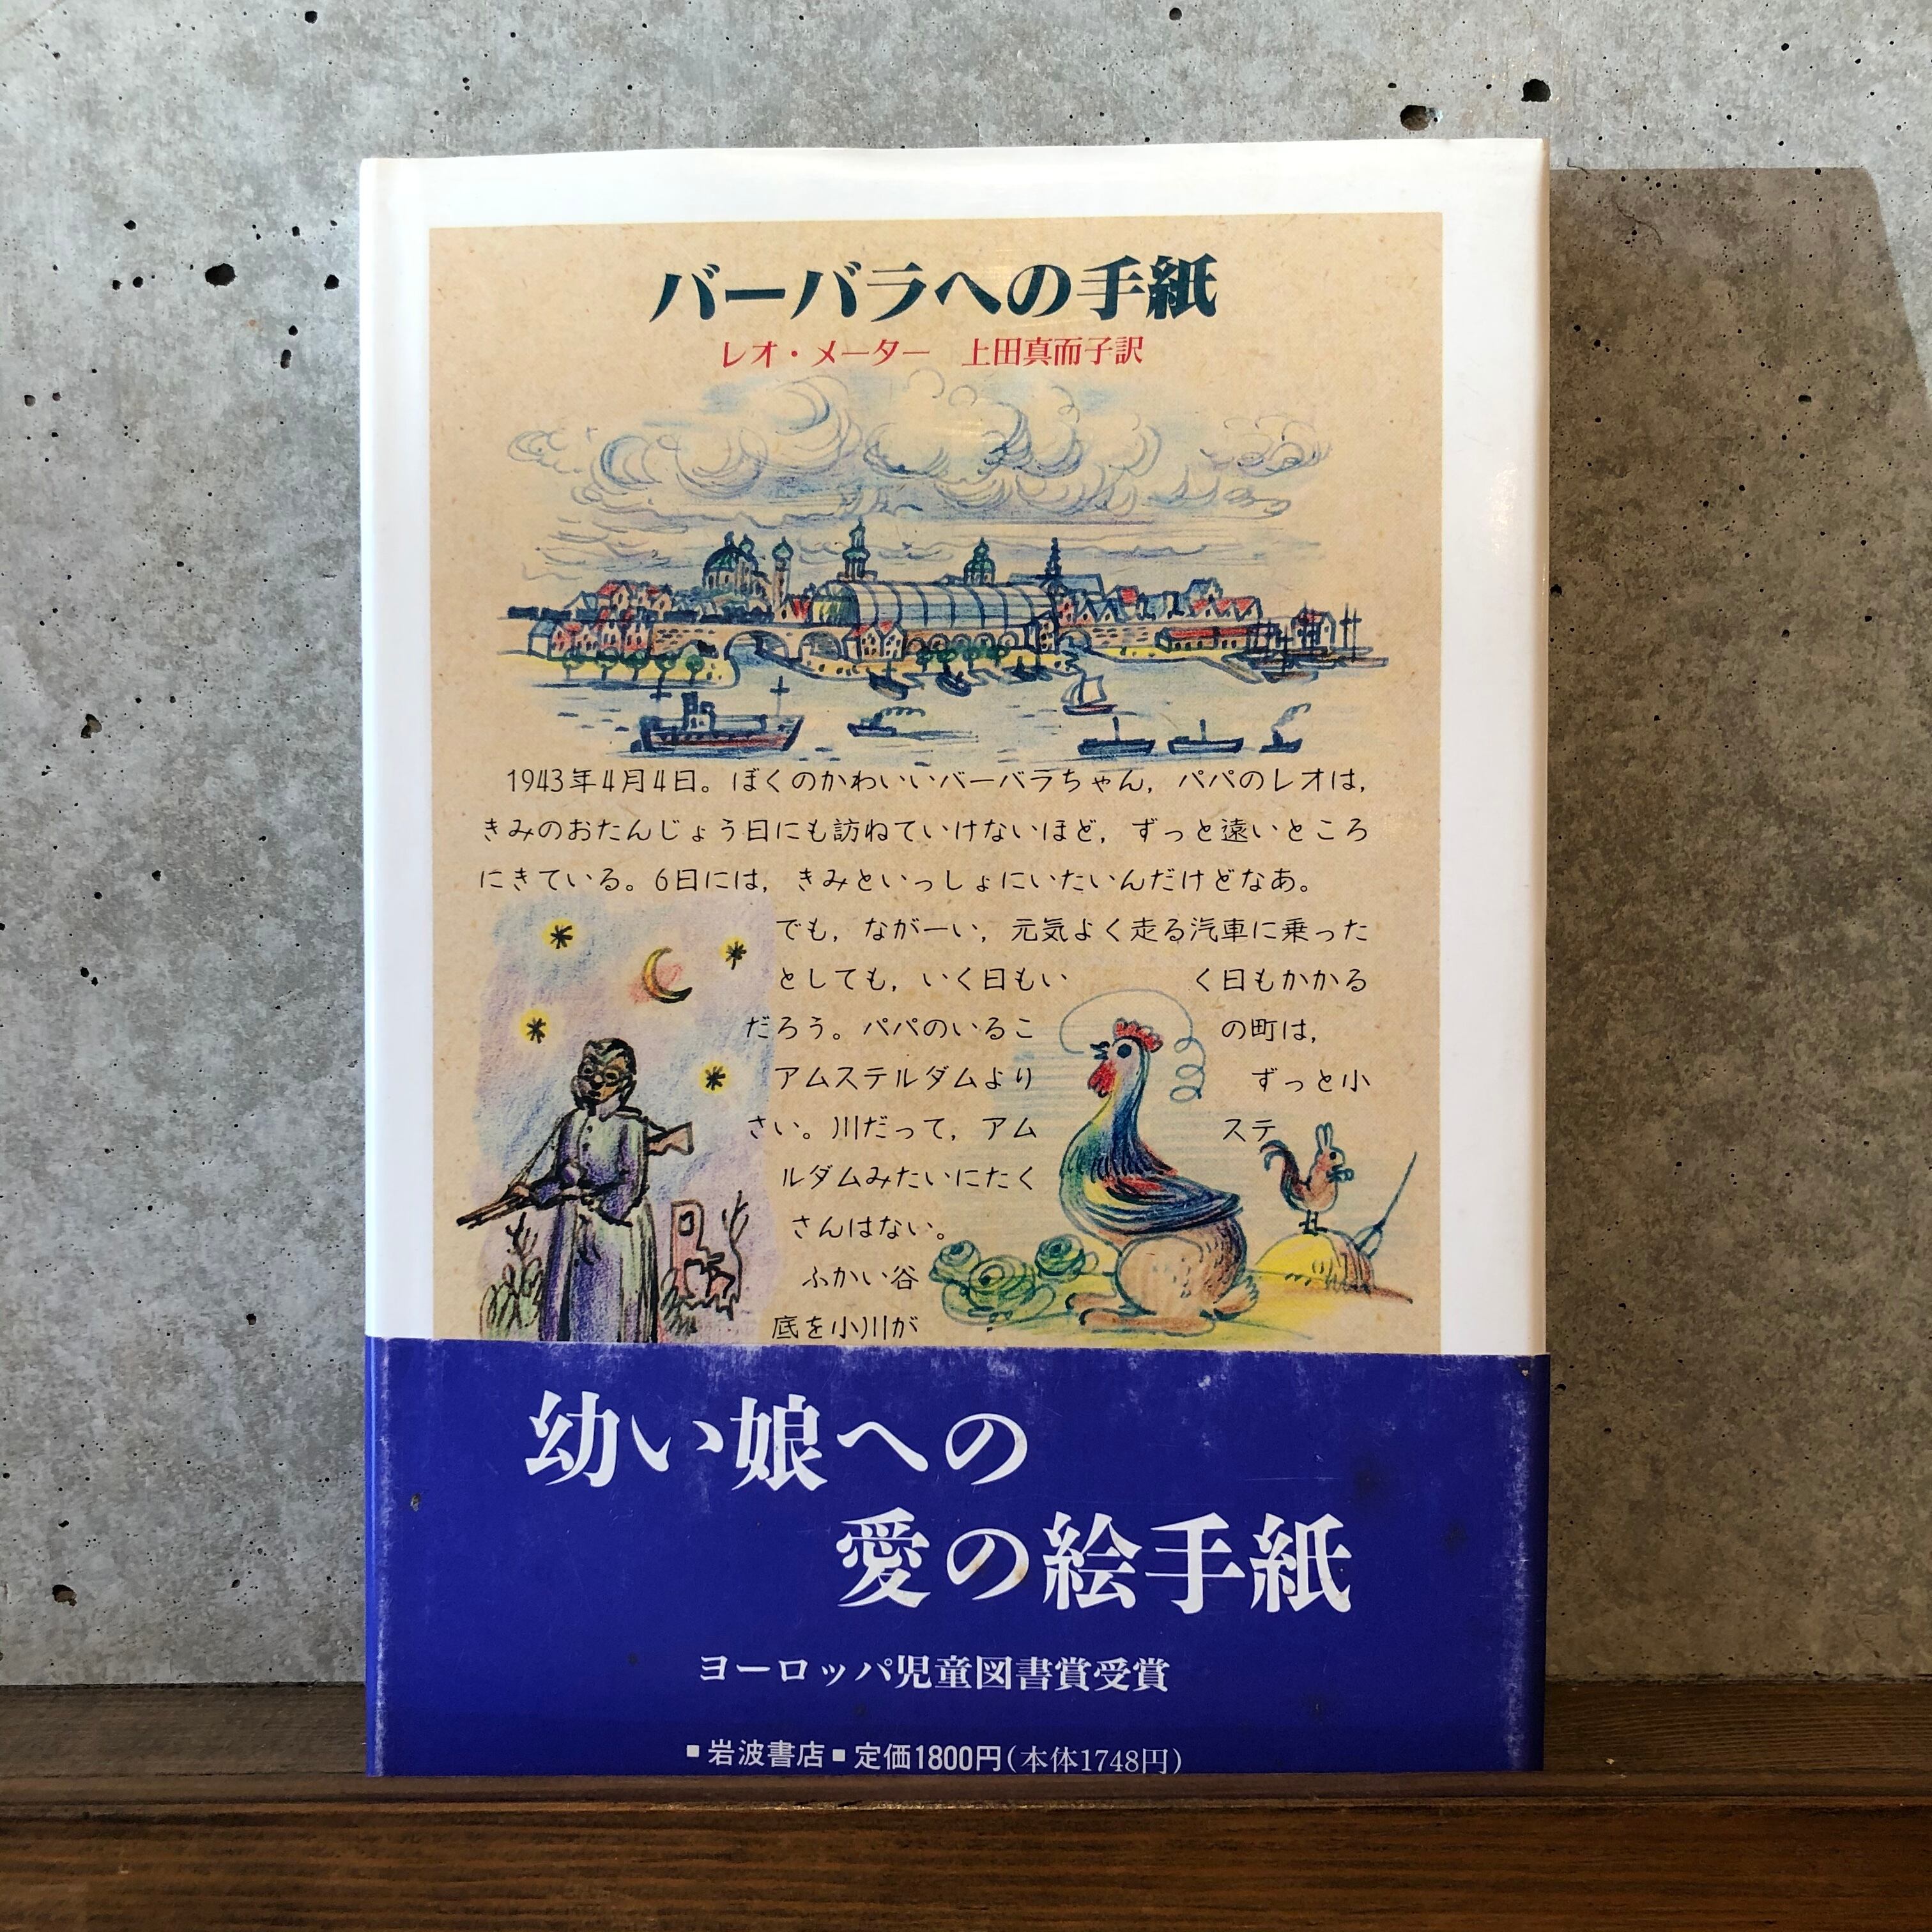 バーバラへの手紙
レオ・メーター 上田真而子訳
1943年4月4日。ぼくのかわいいバーバラちゃん，パパのレオは，
きみのおたんじょう日にも訪ねていけないほど，ずっと遠いところ
にきている。6日には，きみといっしょにいたいんだけどなあ。
でも，ながーい，元気よく走る汽車に乗った
としても，いく日もい く日もかかる
だろう。パパのいるこ の町は，
アムステルダムより ずっと小
さい。川だって，アム ステ
ルダムみたいにたく
さんはない。
ふかい谷
底を小川が
幼い娘への
愛の絵手紙
ヨーロッパ児童図書賞受賞
■岩波書店■定価1800円(本体1748円)